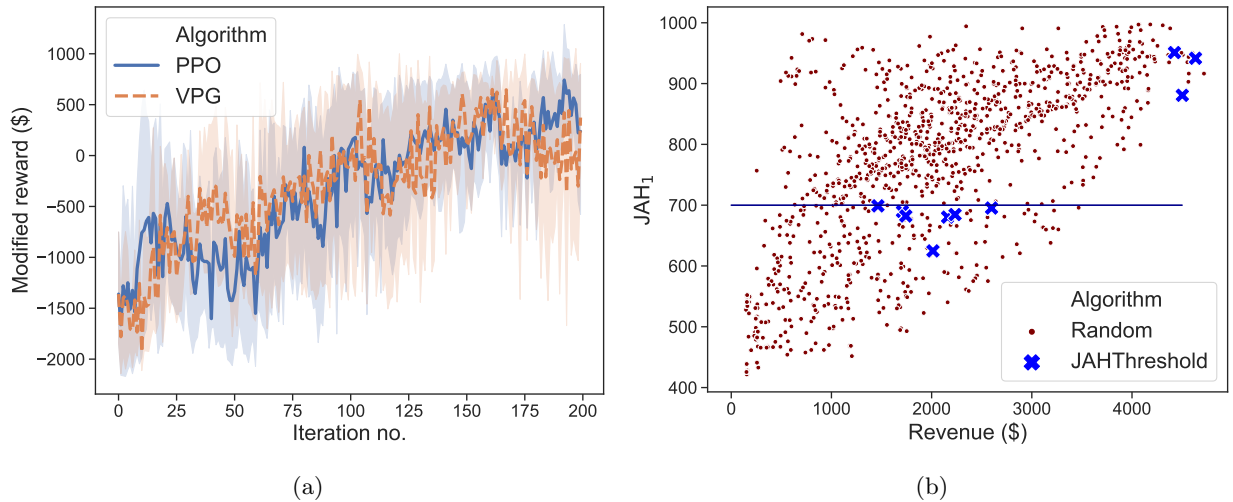 Algorithm
PPO
VPG
Modified reward ($)
1000
500
0
−500
−1000
−1500
−2000
0 25 50 75 100 125 150 175 200
Iteration no.
(a)
JAH1
1000
900
800
700
600
500
400
Algorithm
Random
JAHThreshold
0 1000 2000 3000 4000
Revenue ($)
(b)